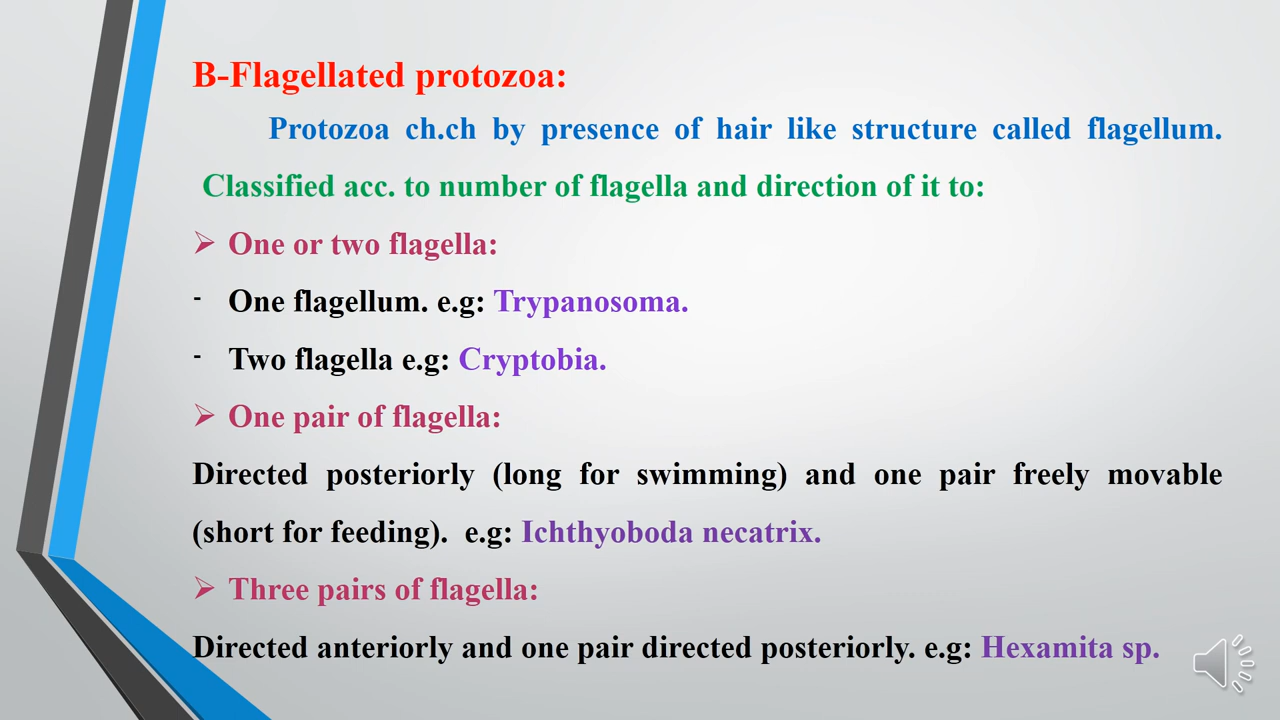 B-Flagellated protozoa:
Protozoa ch.ch by presence of hair like structure called flagellum.
Classified acc. to number of flagella and direction of it to:
➢ One or two flagella:
- One flagellum. e.g: Trypanosoma.
- Two flagella e.g: Cryptobia.
➢ One pair of flagella:
Directed posteriorly (long for swimming) and one pair freely movable
(short for feeding). e.g: Ichthyoboda necatrix.
➢ Three pairs of flagella:
Directed anteriorly and one pair directed posteriorly. e.g: Hexamita sp.